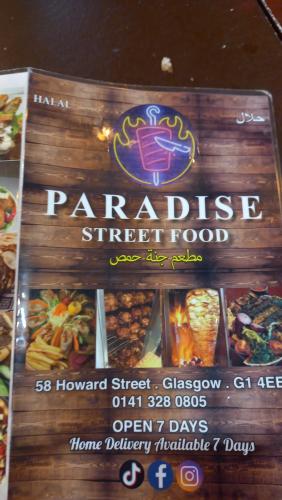 HALAL
حلال
PARADISE
STREET FOOD
مطعم جنة حمص
58 Howard Street . Glasgow . G1 4EE
0141 328 0805
OPEN 7 DAYS
Home Delivery Available 7 Days